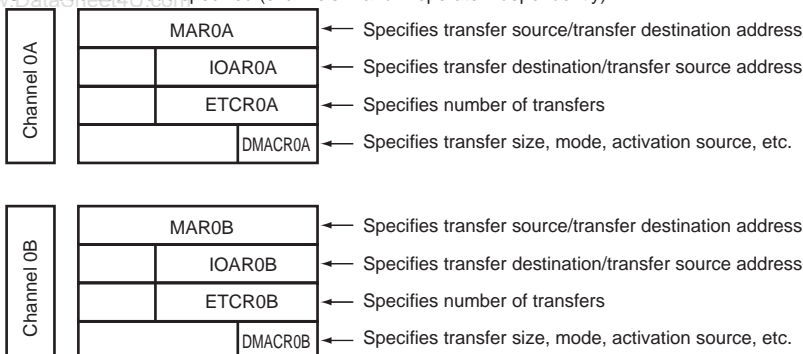 Channel 0A
MAR0A
Specifies transfer source/transfer destination address
IOAR0A
Specifies transfer destination/transfer source address
ETCR0A
Specifies number of transfers
DMACR0A
Specifies transfer size, mode, activation source, etc.
Channel 0B
MAR0B
Specifies transfer source/transfer destination address
IOAR0B
Specifies transfer destination/transfer source address
ETCR0B
Specifies number of transfers
DMACR0B
Specifies transfer size, mode, activation source, etc.